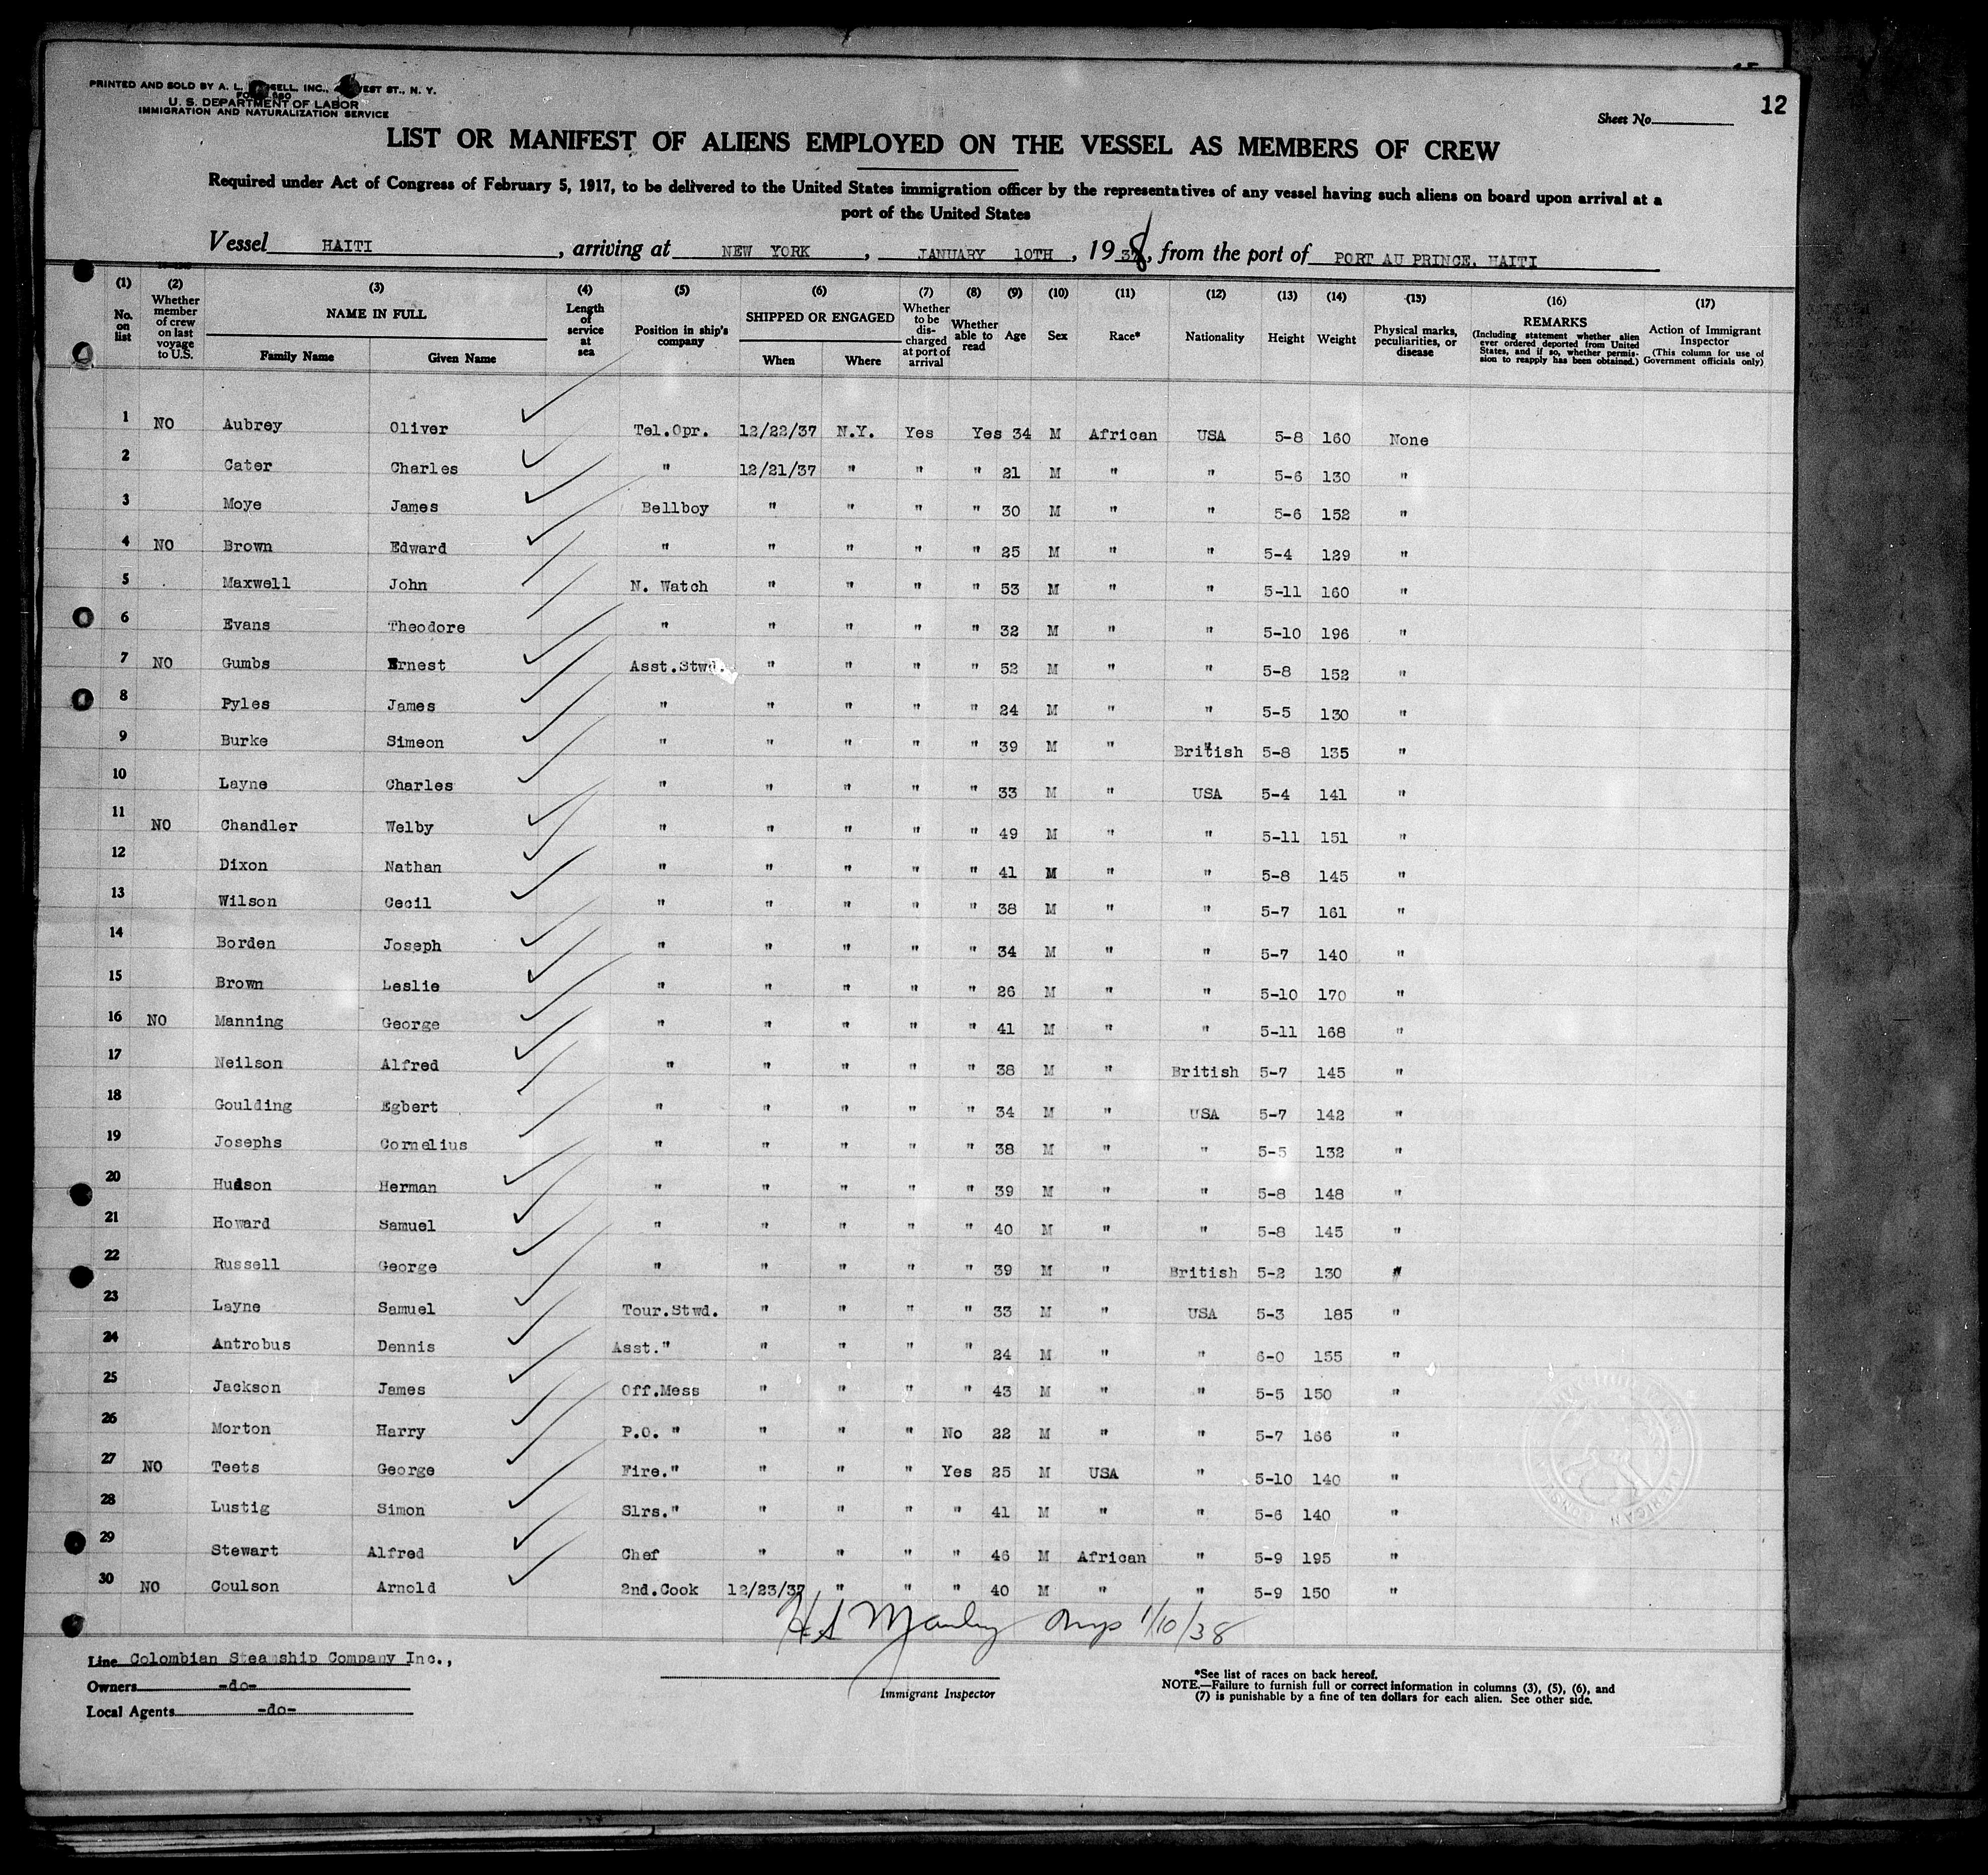 12
PRINTED AND SOLD BY A. L. INC., WEST ST., N. Y.
U. S. DEPARTMENT OF LABOR
IMMIGRATION AND NATURALIZATION SERVICE
Sheet No.
LIST OR MANIFEST OF ALIENS EMPLOYED ON THE VESSEL AS MEMBERS OF CREW
Required under Act of Congress of February 5, 1917, to be delivered to the United States immigration officer by the representatives of any vessel having such aliens on board upon arrival at a
port of the United States
Vessel HAITI, arriving at NEW YORK, JANUARY 10TH, 1938, from the port of PORT AU PRINCE, HAITI
(1) No. on list
(2) Whether member of crew on last voyage to U.S.
(3) NAME IN FULL Family Name Given Name
(4) Length of service at sea
(5) Position in ship's company
(6) SHIPPED OR ENGAGED When Where
(7) Whether to be discharged at port of arrival
(8) Whether able to read
(9) Age
(10) Sex
(11) Race*
(12) Nationality
(13) Height
(14) Weight
(15) Physical marks, peculiarities, or disease
(16) REMARKS (Including statement whether alien ever ordered deported from United States, and if so, whether permission to reapply has been obtained.)
(17) Action of Immigrant Inspector (This column for use of Government officials only)
1 NO Aubrey Oliver Tel.Opr. 12/22/37 N.Y. Yes Yes 34 M African USA 5-8 160 None
2 Cater Charles " 12/21/37 " " " 21 M " " 5-6 130 "
3 Moye James Bellboy " " " " 30 M " " 5-6 152 "
4 NO Brown Edward " " " " " 25 M " " 5-4 129 "
5 Maxwell John N. Watch " " " " 53 M " " 5-11 160 "
6 Evans Theodore " " " " " 32 M " " 5-10 196 "
7 NO Gumbs Ernest Asst.Stwd. " " " " 52 M " " 5-8 152 "
8 Pyles James " " " " " 24 M " " 5-5 130 "
9 Burke Simeon " " " " " 39 M " British 5-8 135 "
10 Layne Charles " " " " " 33 M " USA 5-4 141 "
11 NO Chandler Welby " " " " " 49 M " " 5-11 151 "
12 Dixon Nathan " " " " " 41 M " " 5-8 145 "
13 Wilson Cecil " " " " " 38 M " " 5-7 161 "
14 Borden Joseph " " " " " 34 M " " 5-7 140 "
15 Brown Leslie " " " " " 26 M " " 5-10 170 "
16 NO Manning George " " " " " 41 M " " 5-11 168 "
17 Neilson Alfred " " " " " 38 M " British 5-7 145 "
18 Goulding Egbert " " " " " 34 M " USA 5-7 142 "
19 Josephs Cornelius " " " " " 38 M " " 5-5 132 "
20 Hudson Herman " " " " " 39 M " " 5-8 148 "
21 Howard Samuel " " " " " 40 M " " 5-8 145 "
22 Russell George " " " " " 39 M " British 5-2 130 "
23 Layne Samuel Tour.Stwd. " " " " 33 M " USA 5-3 185 "
24 Antrobus Dennis Asst." " " " " 24 M " " 6-0 155 "
25 Jackson James Off.Mess " " " " 43 M " " 5-5 150 "
26 Morton Harry P.O. " " " " No 22 M " " 5-7 166 "
27 NO Teets George Fire." " " " Yes 25 M USA " 5-10 140 "
28 Lustig Simon Slrs." " " " " 41 M " " 5-6 140 "
29 Stewart Alfred Chef " " " " 46 M African " 5-9 195 "
30 NO Coulson Arnold 2nd.Cook 12/23/37 " " " 40 M " " 5-9 150 "
H S Manley 1/10/38
Line Colombian Steamship Company Inc.,
Owners -do-
Local Agents -do-
Immigrant Inspector
*See list of races on back hereof.
NOTE.—Failure to furnish full or correct information in columns (3), (5), (6), and
(7) is punishable by a fine of ten dollars for each alien. See other side.